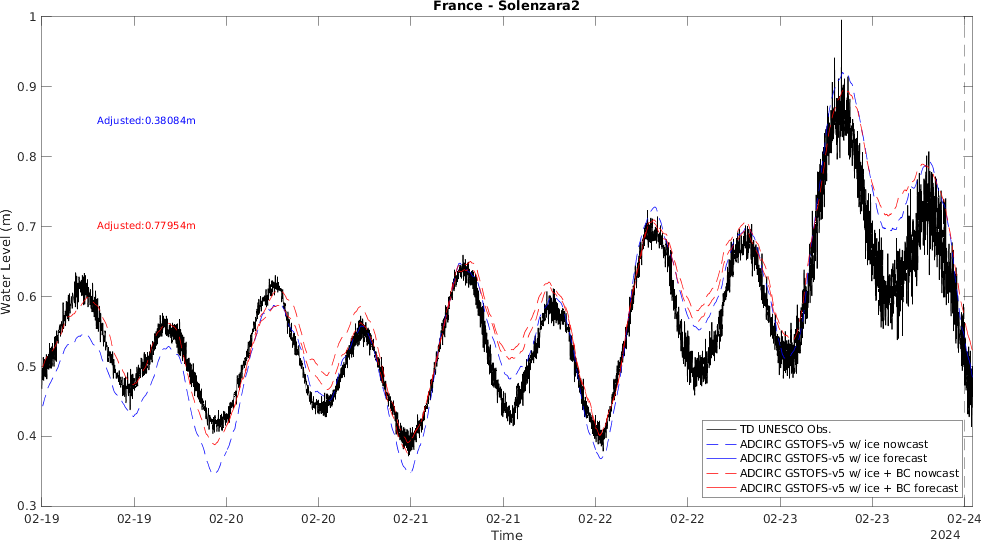 France - Solenzara2
1
0.9
0.8
0.7
0.6
0.5
0.4
0.3
Water Level (m)
Adjusted:0.38084m
Adjusted:0.77954m
TD UNESCO Obs.
ADCIRC GSTOFS-v5 w/ ice nowcast
ADCIRC GSTOFS-v5 w/ ice forecast
ADCIRC GSTOFS-v5 w/ ice + BC nowcast
ADCIRC GSTOFS-v5 w/ ice + BC forecast
02-19 02-19 02-20 02-20 02-21 02-21 02-22 02-22 02-23 02-23 02-24
Time
2024